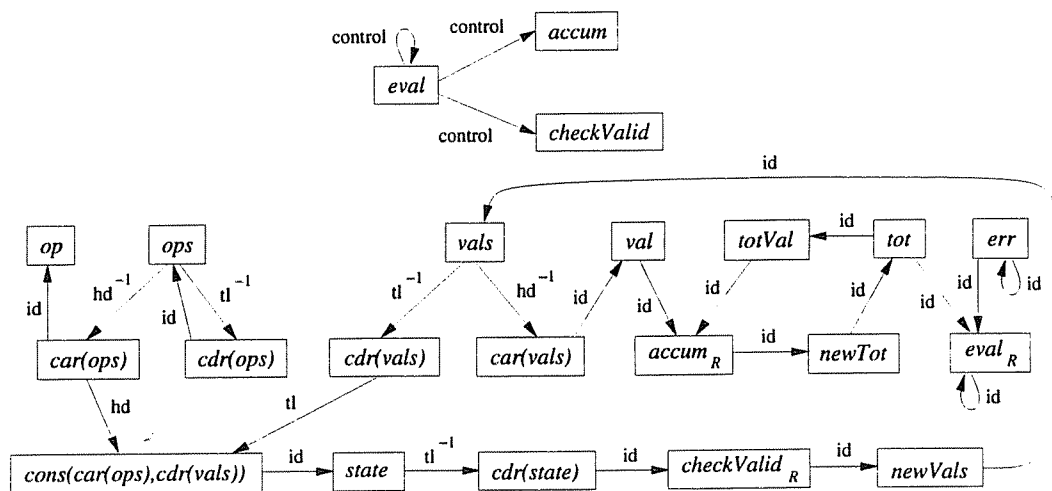 control
control
accum
eval
control
checkValid
id
op
ops
vals
val
totVal
id
tot
err
id
hd⁻¹
id
tl⁻¹
tl⁻¹
hd⁻¹
id
id
id
id
id
id
id
car(ops)
cdr(ops)
cdr(vals)
car(vals)
accum_R
id
newTot
eval_R
hd
tl
id
cons(car(ops),cdr(vals))
id
state
tl⁻¹
cdr(state)
id
checkValid_R
id
newVals